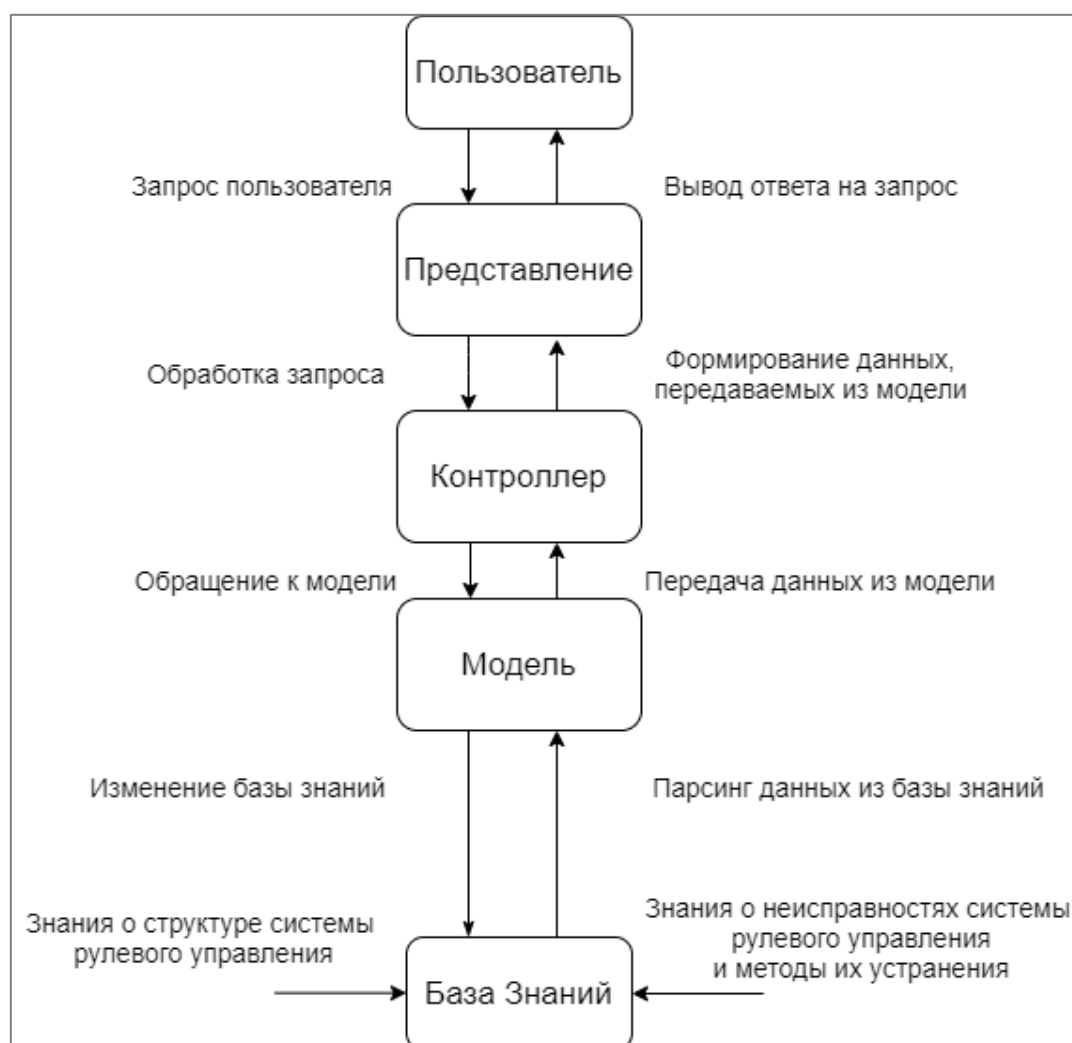 Пользователь
Запрос пользователя
Вывод ответа на запрос
Представление
Обработка запроса
Формирование данных,
передаваемых из модели
Контроллер
Обращение к модели
Передача данных из модели
Модель
Изменение базы знаний
Парсинг данных из базы знаний
Знания о структуре системы
рулевого управления
Знания о неисправностях системы
рулевого управления
и методы их устранения
База Знаний